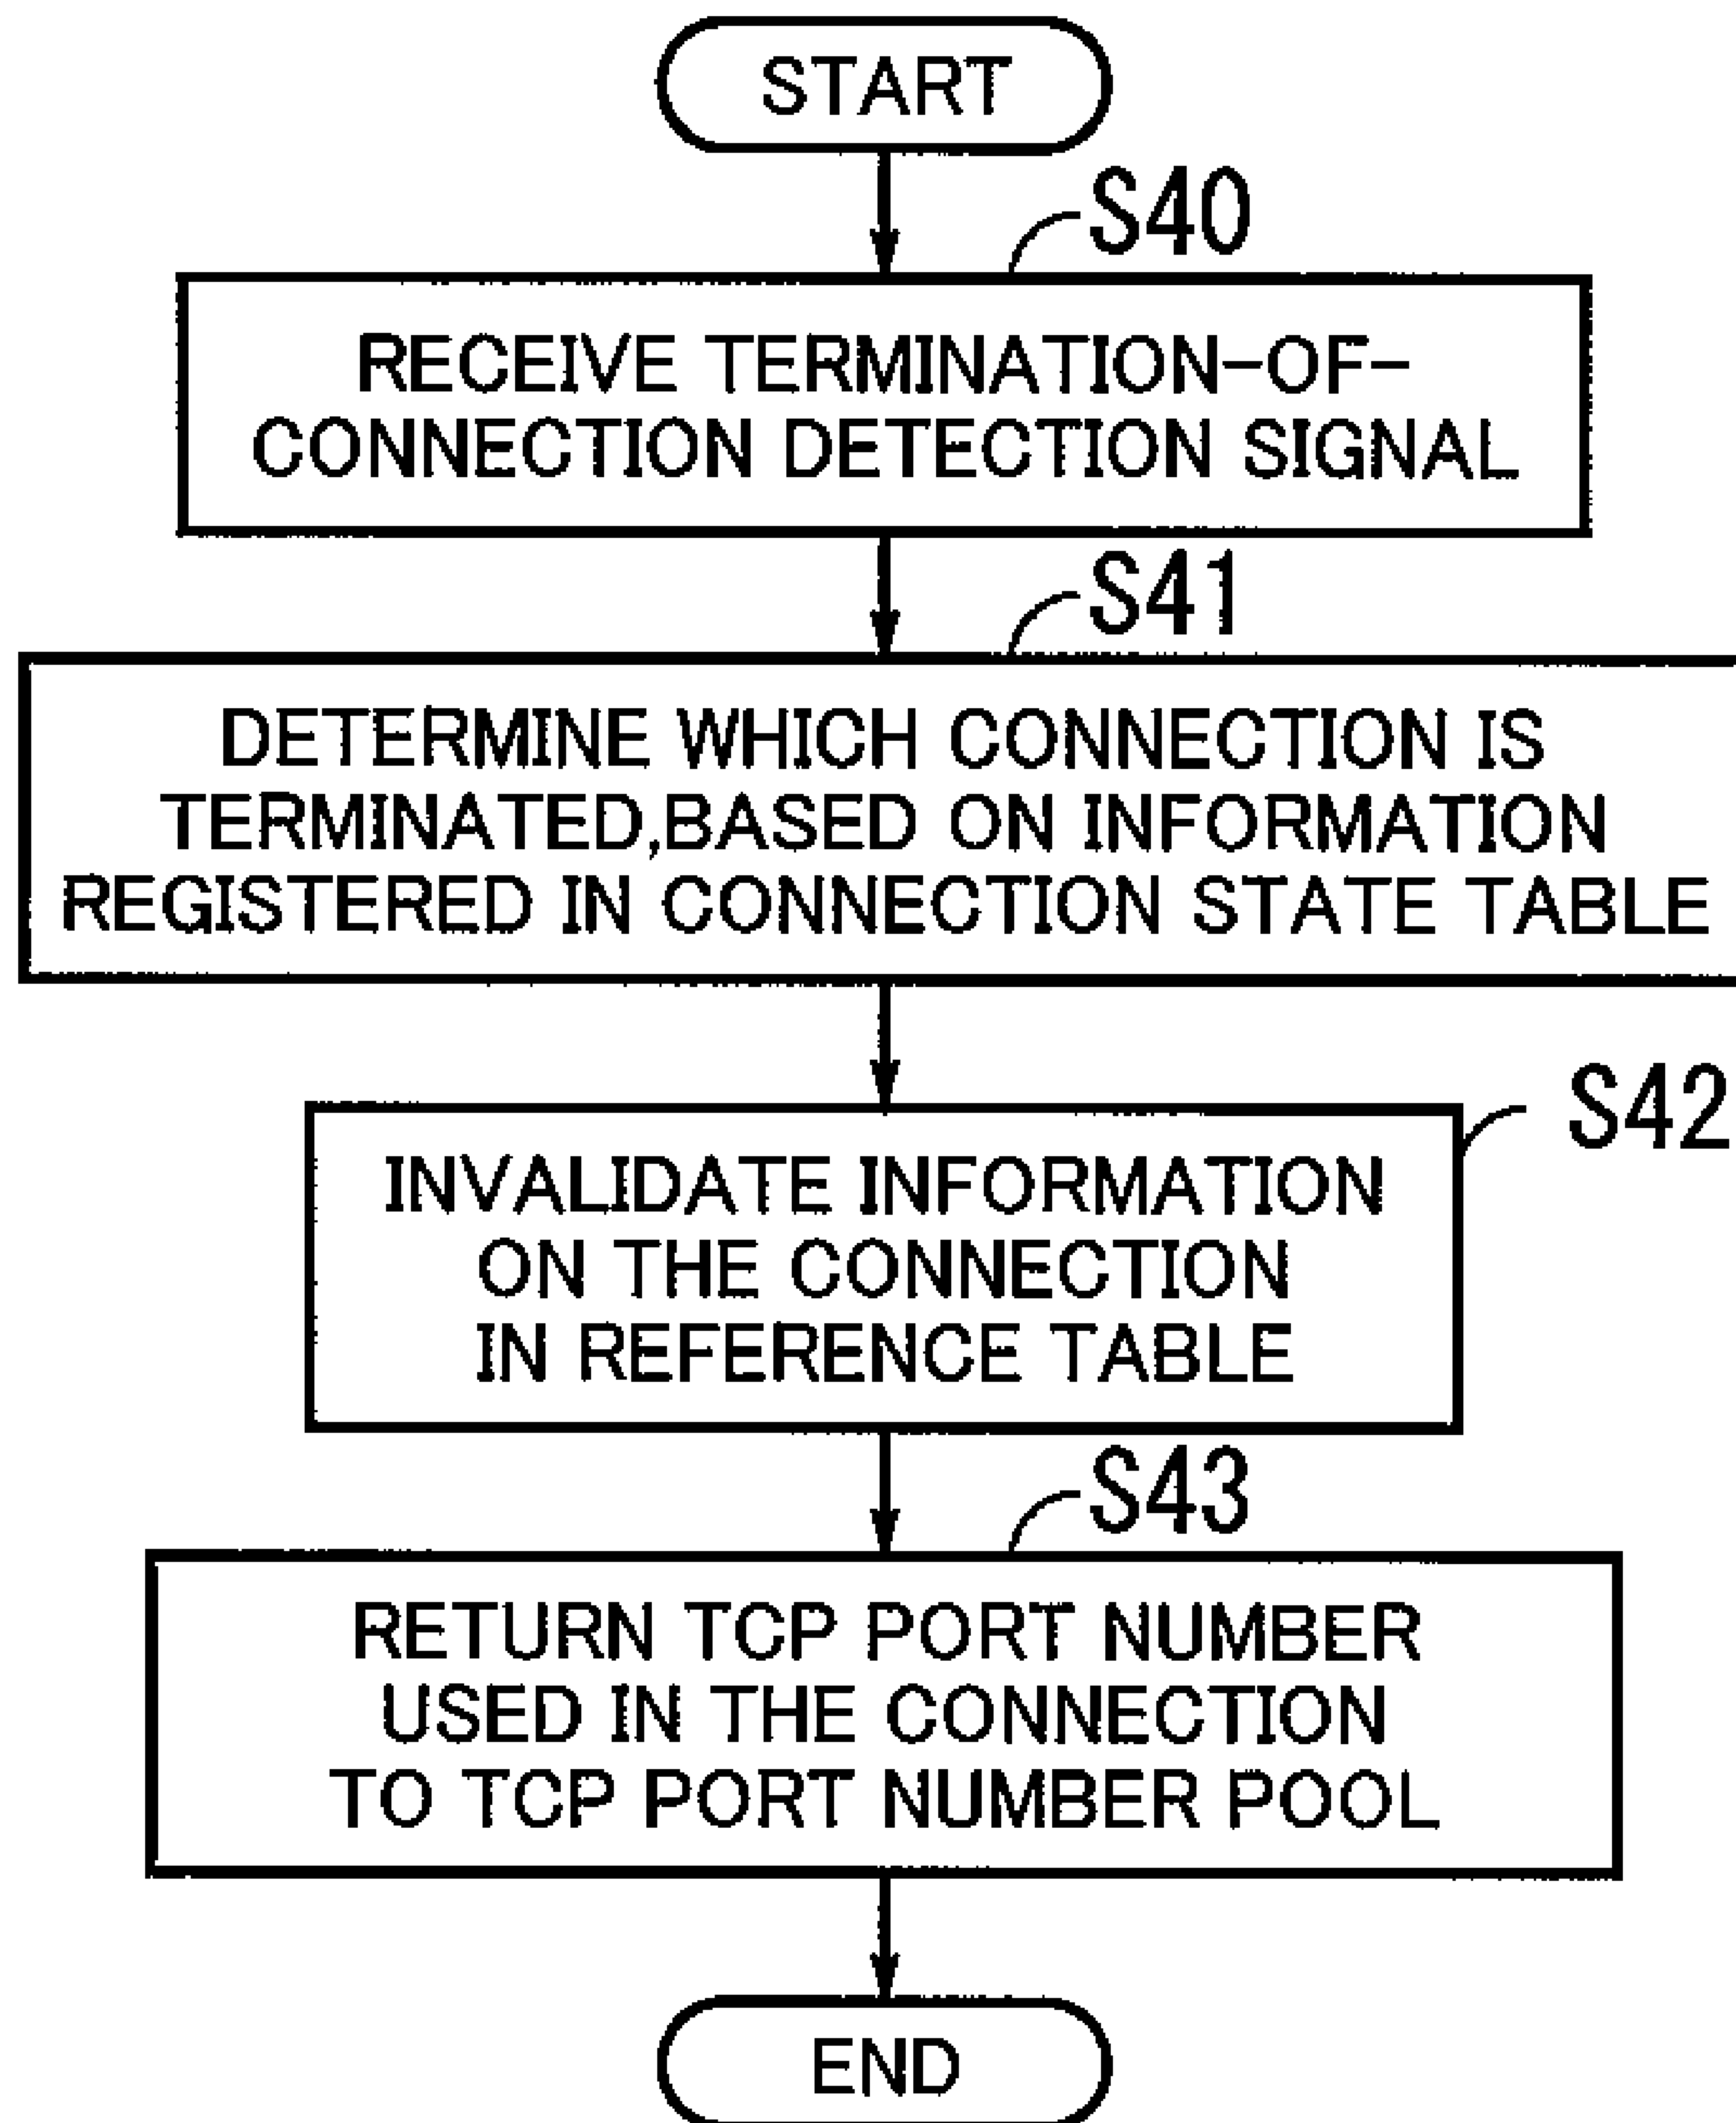 START
S40
RECEIVE TERMINATION-OF-
CONNECTION DETECTION SIGNAL
S41
DETERMINE WHICH CONNECTION IS
TERMINATED,BASED ON INFORMATION
REGISTERED IN CONNECTION STATE TABLE
S42
INVALIDATE INFORMATION
ON THE CONNECTION
IN REFERENCE TABLE
S43
RETURN TCP PORT NUMBER
USED IN THE CONNECTION
TO TCP PORT NUMBER POOL
END